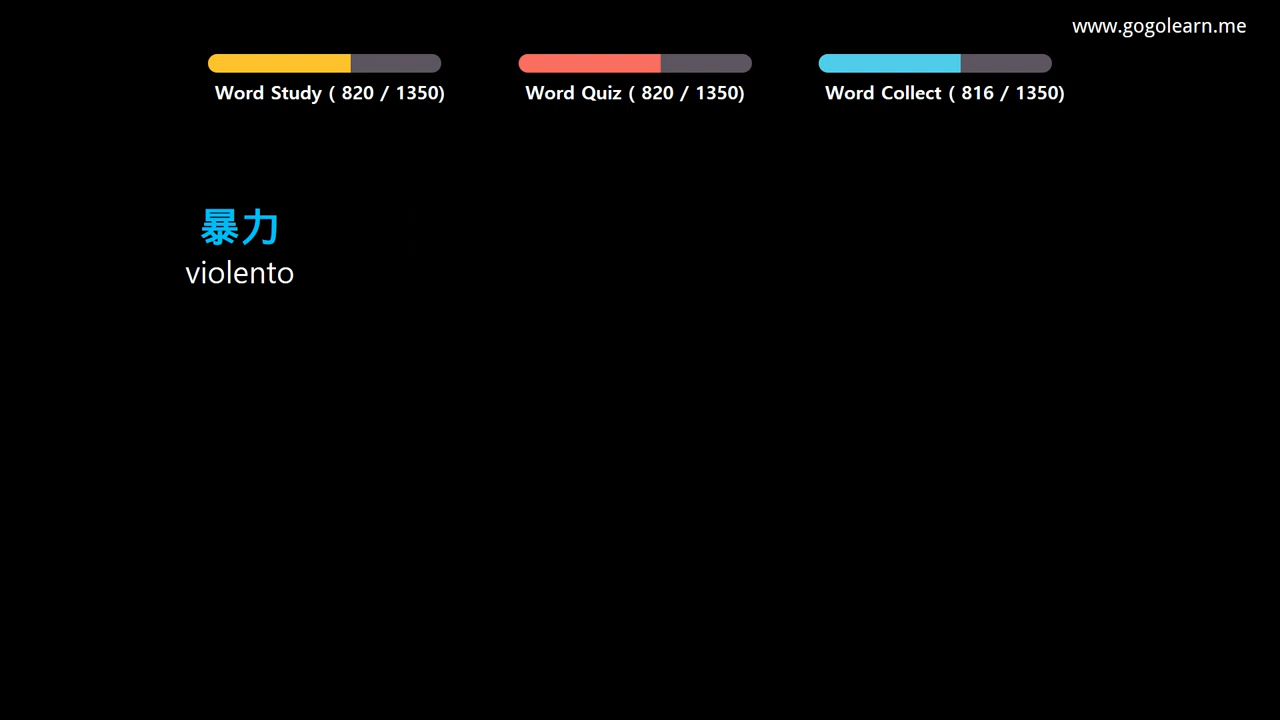 www.gogolearn.me
Word Study ( 820 / 1350)
Word Quiz ( 820 / 1350)
Word Collect ( 816 / 1350)
暴力
violento